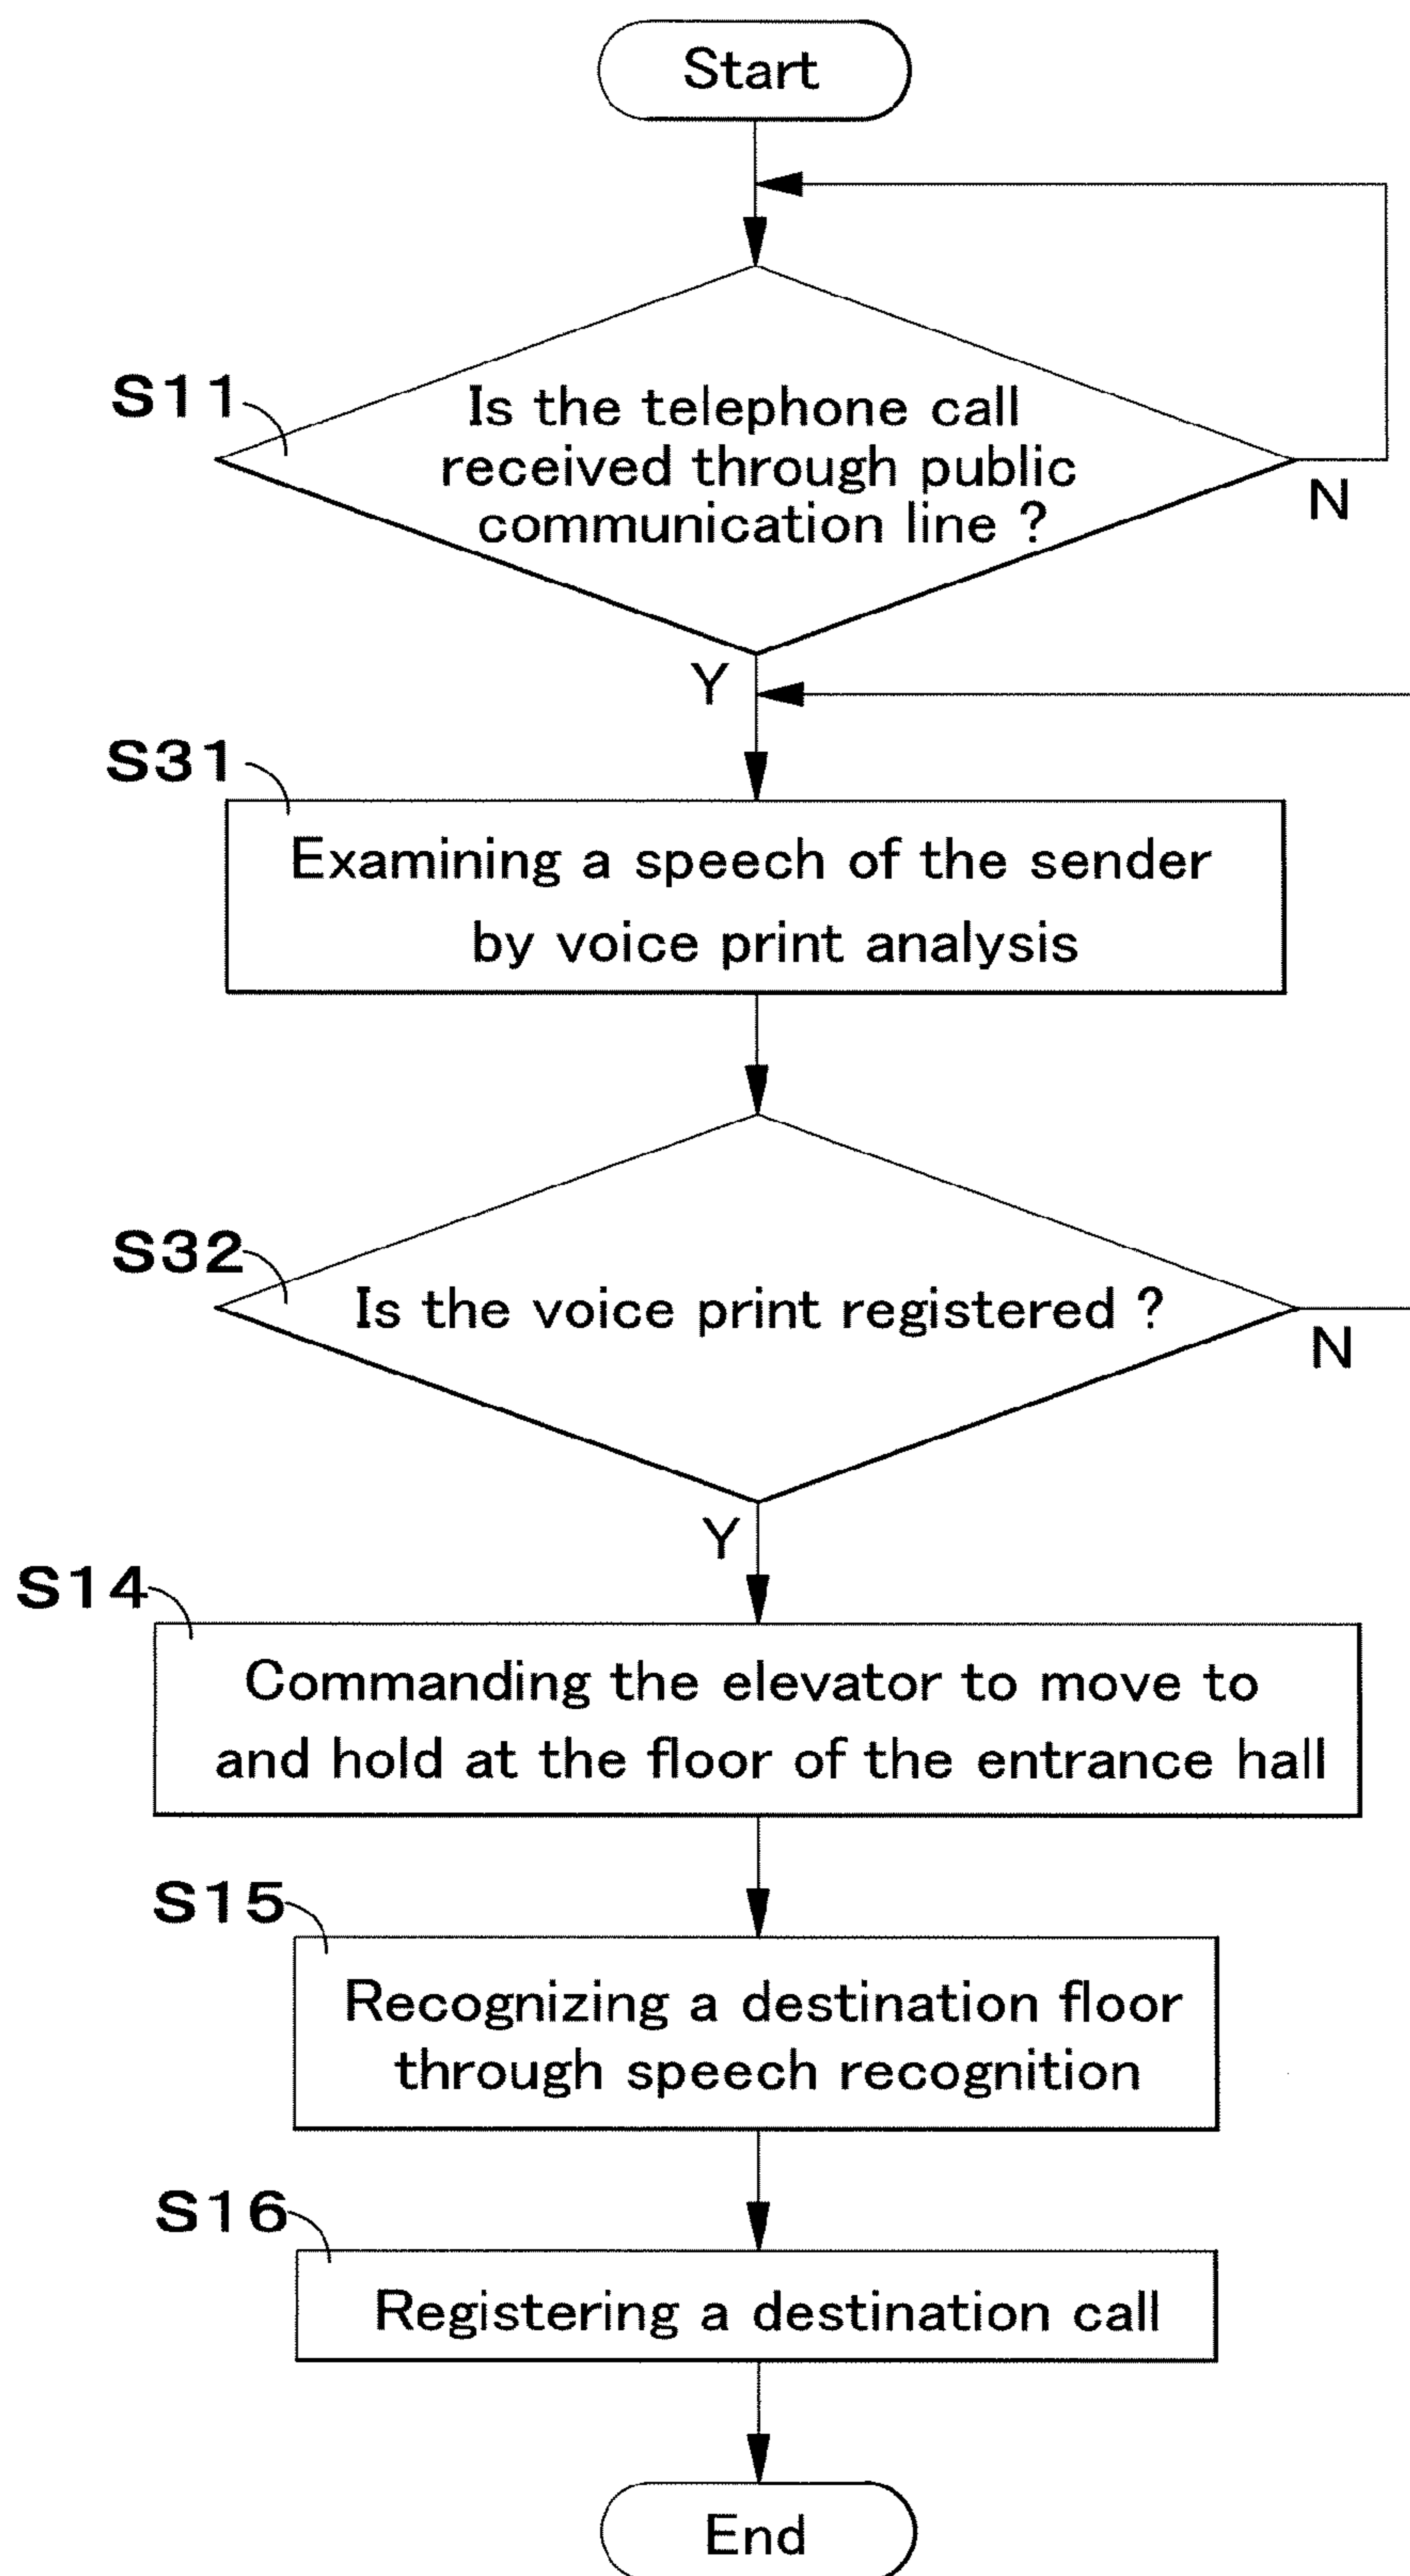 Start
S11
Is the telephone call
received through public
communication line ?
N
Y
S31
Examining a speech of the sender
by voice print analysis
S32
Is the voice print registered ?
N
Y
S14
Commanding the elevator to move to
and hold at the floor of the entrance hall
S15
Recognizing a destination floor
through speech recognition
S16
Registering a destination call
End